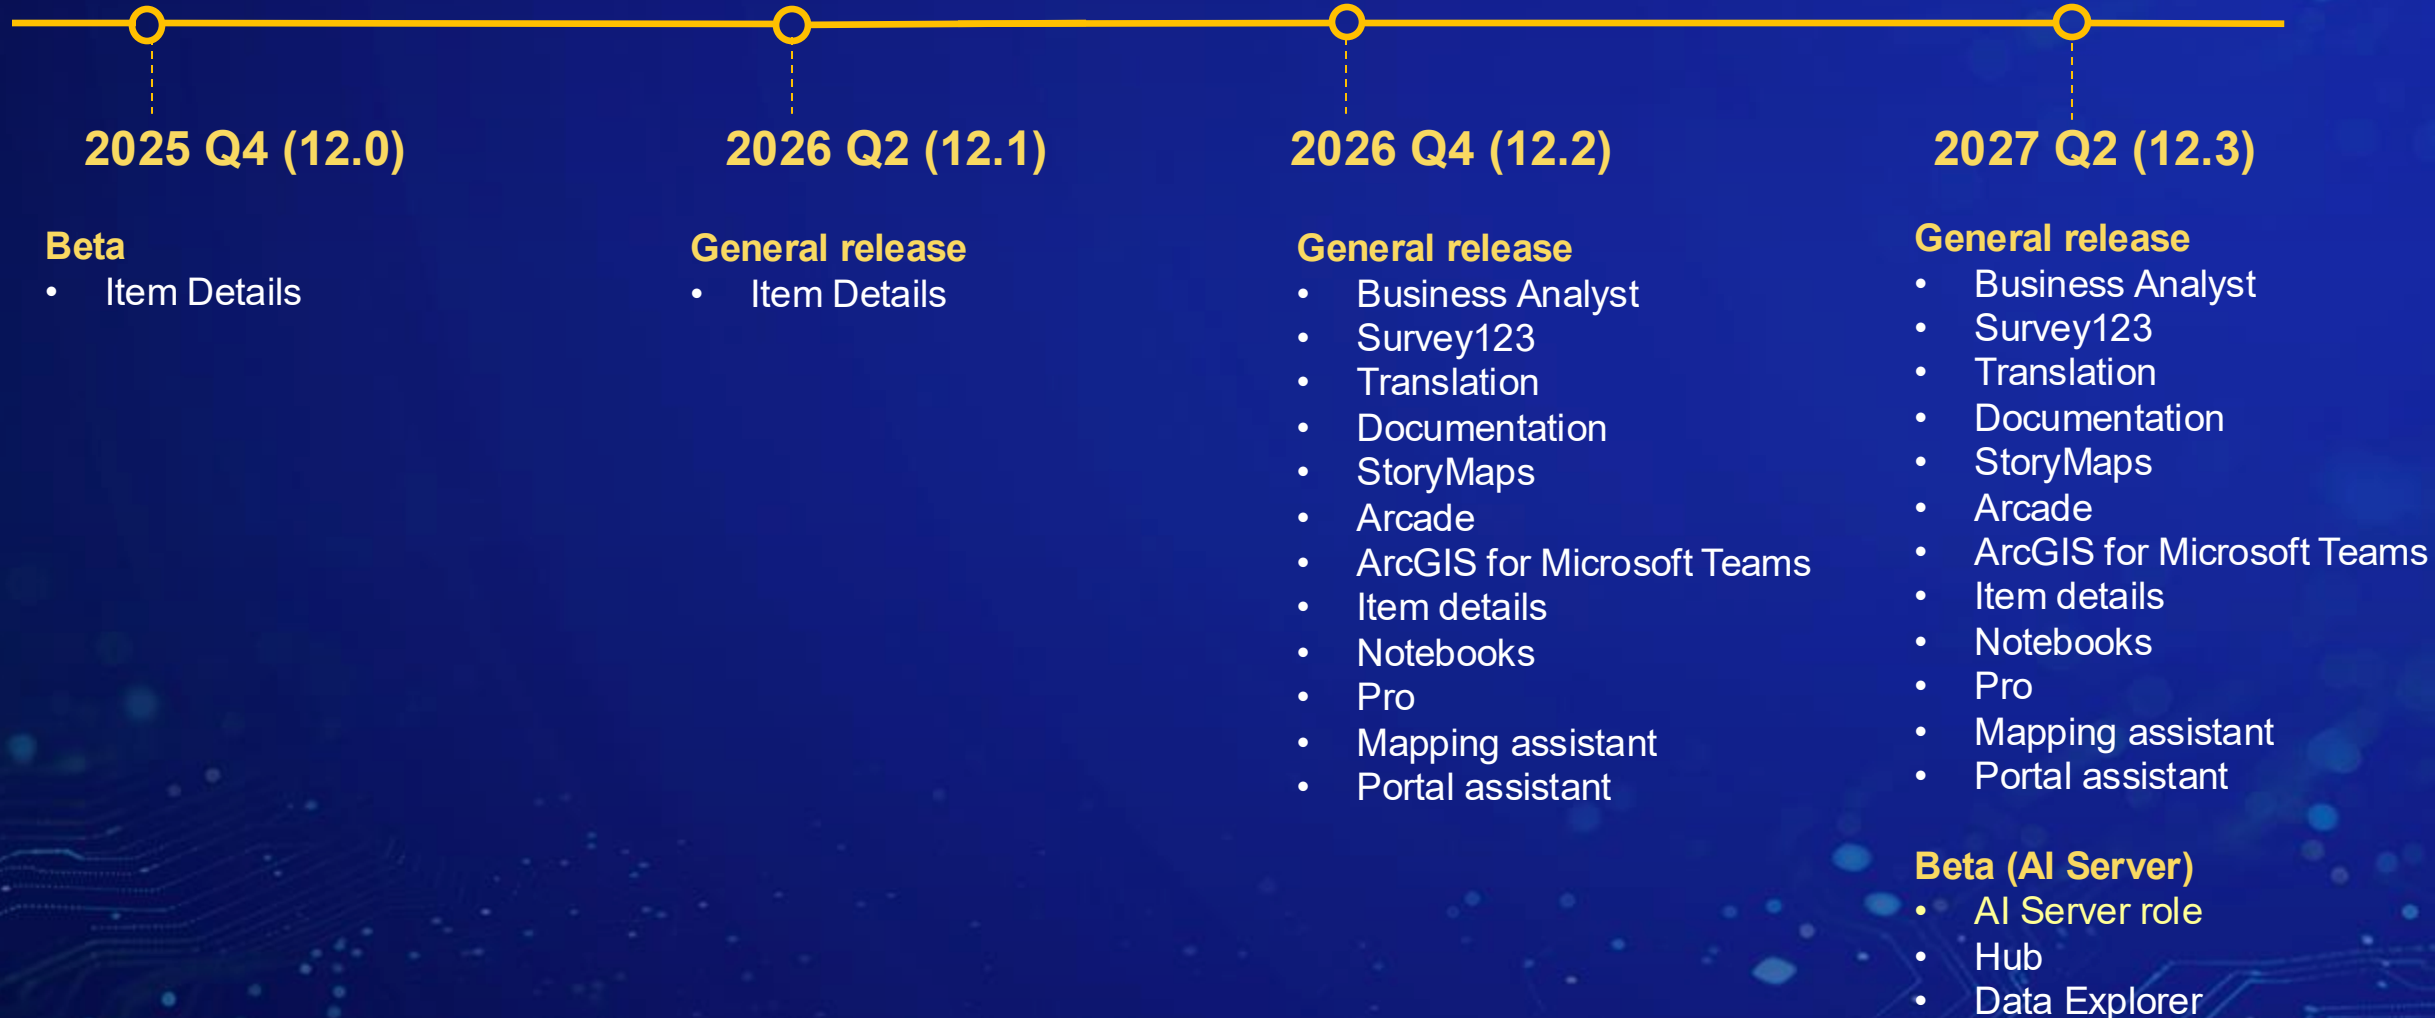 2025 Q4 (12.0)
Beta
• Item Details
2026 Q2 (12.1)
General release
• Item Details
2026 Q4 (12.2)
General release
• Business Analyst
• Survey123
• Translation
• Documentation
• StoryMaps
• Arcade
• ArcGIS for Microsoft Teams
• Item details
• Notebooks
• Pro
• Mapping assistant
• Portal assistant
2027 Q2 (12.3)
General release
• Business Analyst
• Survey123
• Translation
• Documentation
• StoryMaps
• Arcade
• ArcGIS for Microsoft Teams
• Item details
• Notebooks
• Pro
• Mapping assistant
• Portal assistant
Beta (AI Server)
• AI Server role
• Hub
• Data Explorer